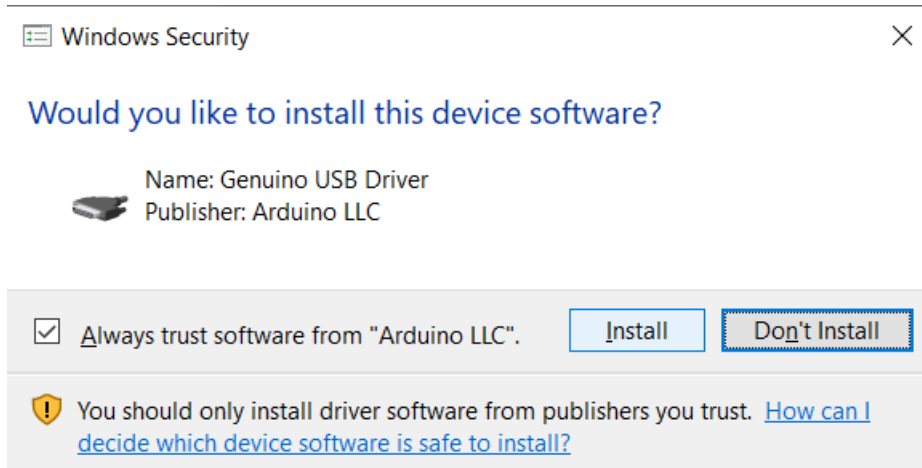 Windows Security
Would you like to install this device software?
Name: Genuino USB Driver
Publisher: Arduino LLC
Always trust software from "Arduino LLC".
Install
Don't Install
You should only install driver software from publishers you trust. How can I
decide which device software is safe to install?